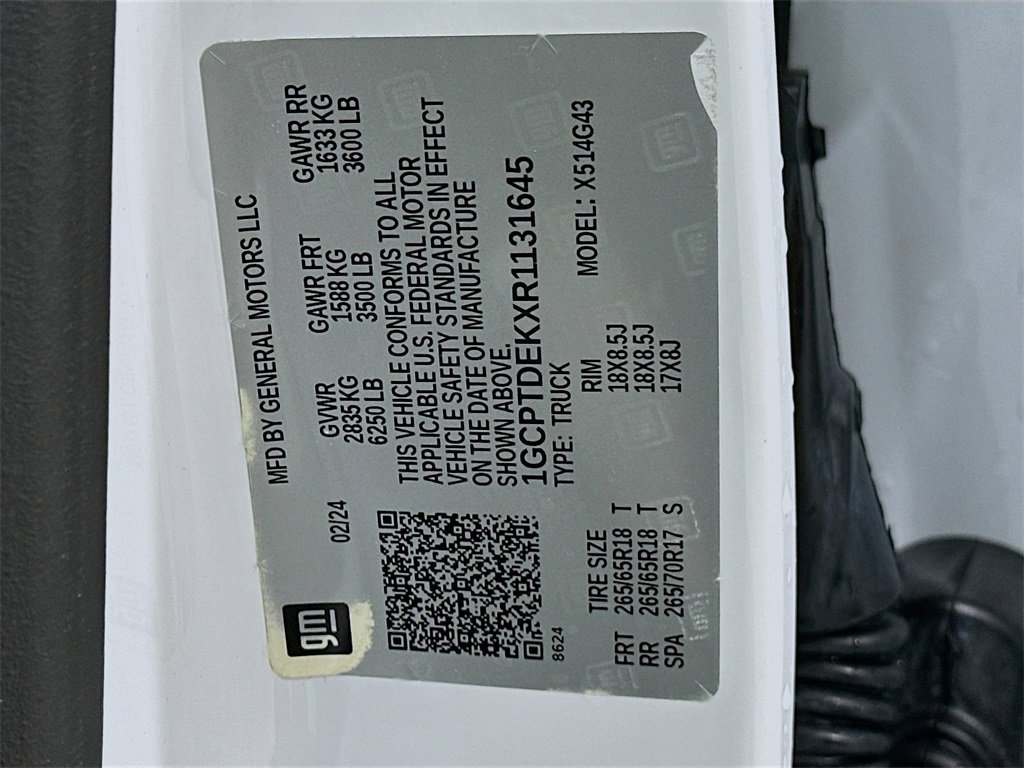 gm
MFD BY GENERAL MOTORS LLC
02/24
GVWR GAWR FRT GAWR RR
2835 KG 1588 KG 1633 KG
6250 LB 3500 LB 3600 LB
THIS VEHICLE CONFORMS TO ALL
APPLICABLE U.S. FEDERAL MOTOR
VEHICLE SAFETY STANDARDS IN EFFECT
ON THE DATE OF MANUFACTURE
SHOWN ABOVE.
1GCPTDEKXR1131645
TYPE: TRUCK
8624
MODEL: X514G43
TIRE SIZE RIM
FRT 265/65R18 T 18X8.5J
RR 265/65R18 T 18X8.5J
SPA 265/70R17 S 17X8J